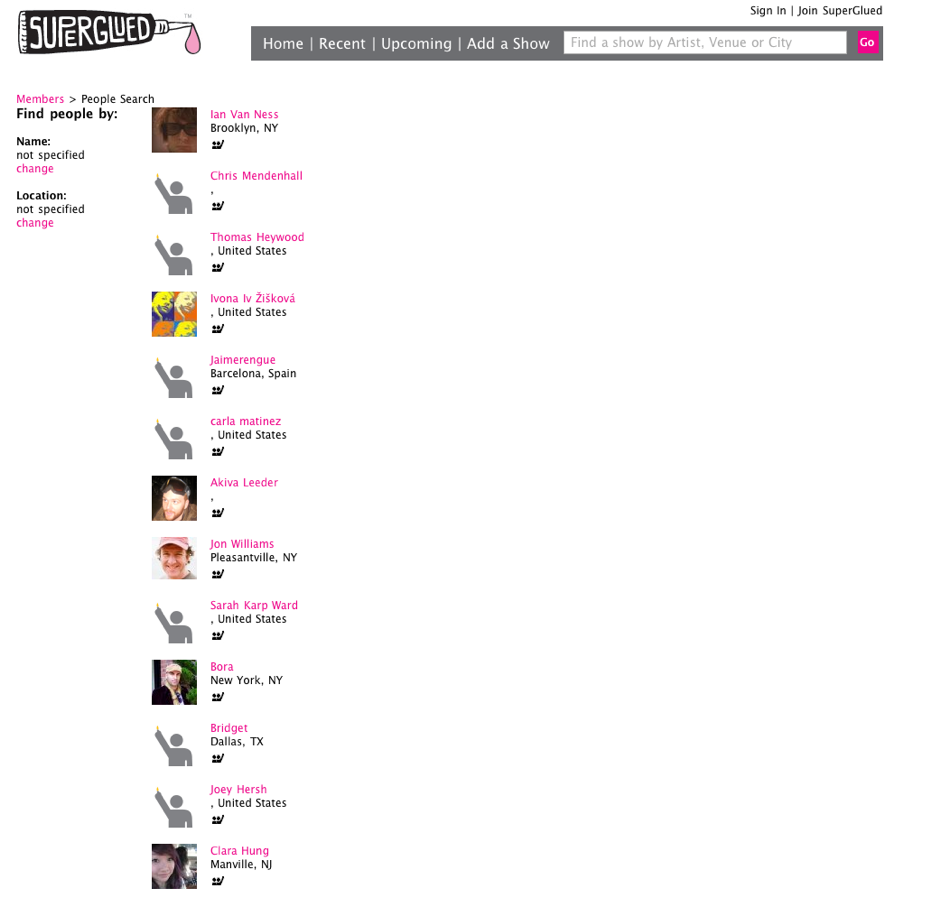 SUPERGLUED™
Sign In | Join SuperGlued
Home | Recent | Upcoming | Add a Show
Find a show by Artist, Venue or City
Go
Members > People Search
Find people by:
Name:
not specified
change
Location:
not specified
change
Ian Van Ness
Brooklyn, NY
Chris Mendenhall
,
Thomas Heywood
, United States
Ivona Iv Žišková
, United States
Jaimerengue
Barcelona, Spain
carla matinez
, United States
Akiva Leeder
,
Jon Williams
Pleasantville, NY
Sarah Karp Ward
, United States
Bora
New York, NY
Bridget
Dallas, TX
Joey Hersh
, United States
Clara Hung
Manville, NJ